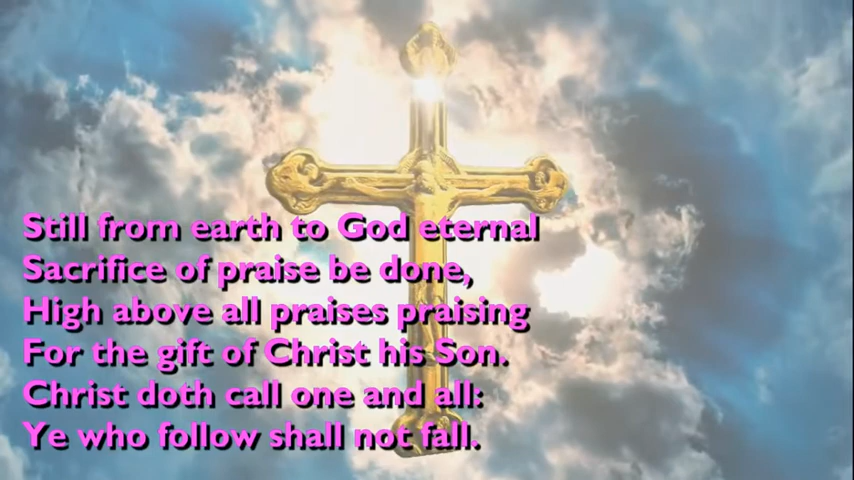 Still from earth to God eternal
Sacrifice of praise be done,
High above all praises praising
For the gift of Christ his Son.
Christ doth call one and all:
Ye who follow shall not fall.